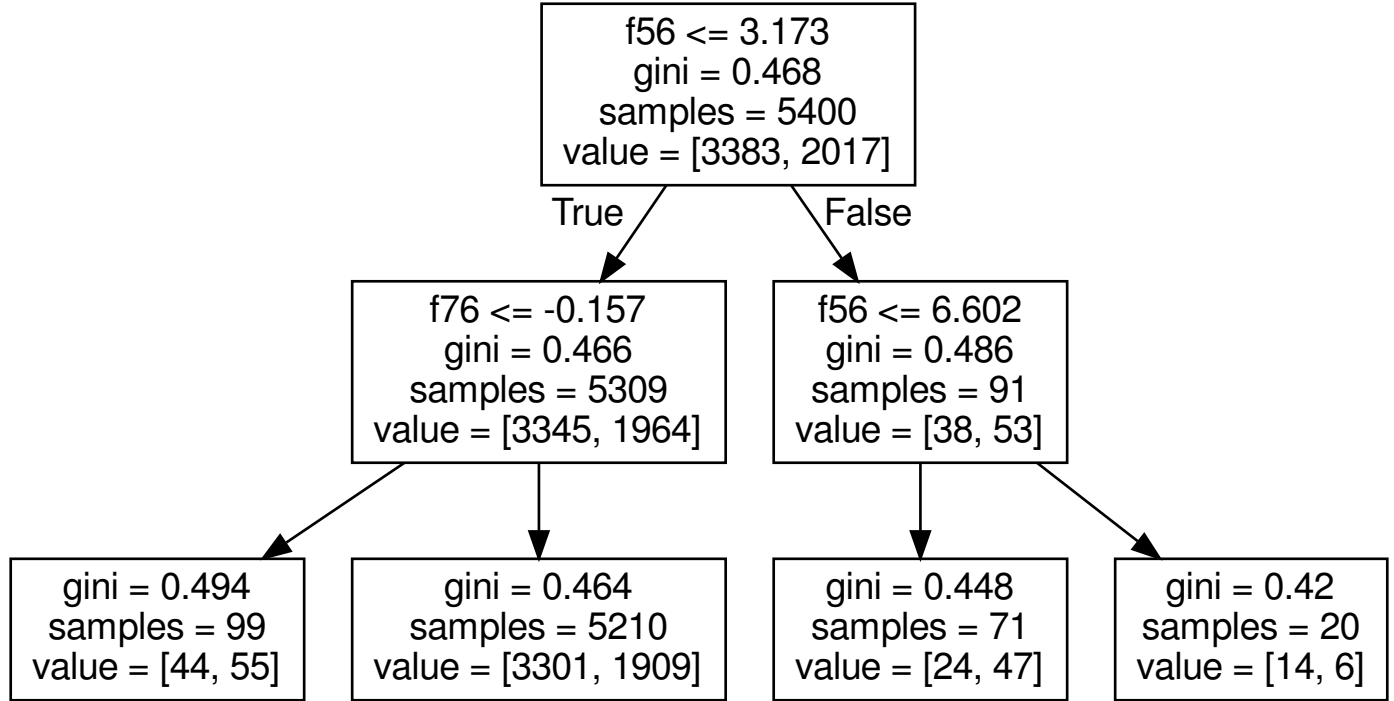 f56 <= 3.173
gini = 0.468
samples = 5400
value = [3383, 2017]
True
False
f76 <= -0.157
gini = 0.466
samples = 5309
value = [3345, 1964]
f56 <= 6.602
gini = 0.486
samples = 91
value = [38, 53]
gini = 0.494
samples = 99
value = [44, 55]
gini = 0.464
samples = 5210
value = [3301, 1909]
gini = 0.448
samples = 71
value = [24, 47]
gini = 0.42
samples = 20
value = [14, 6]